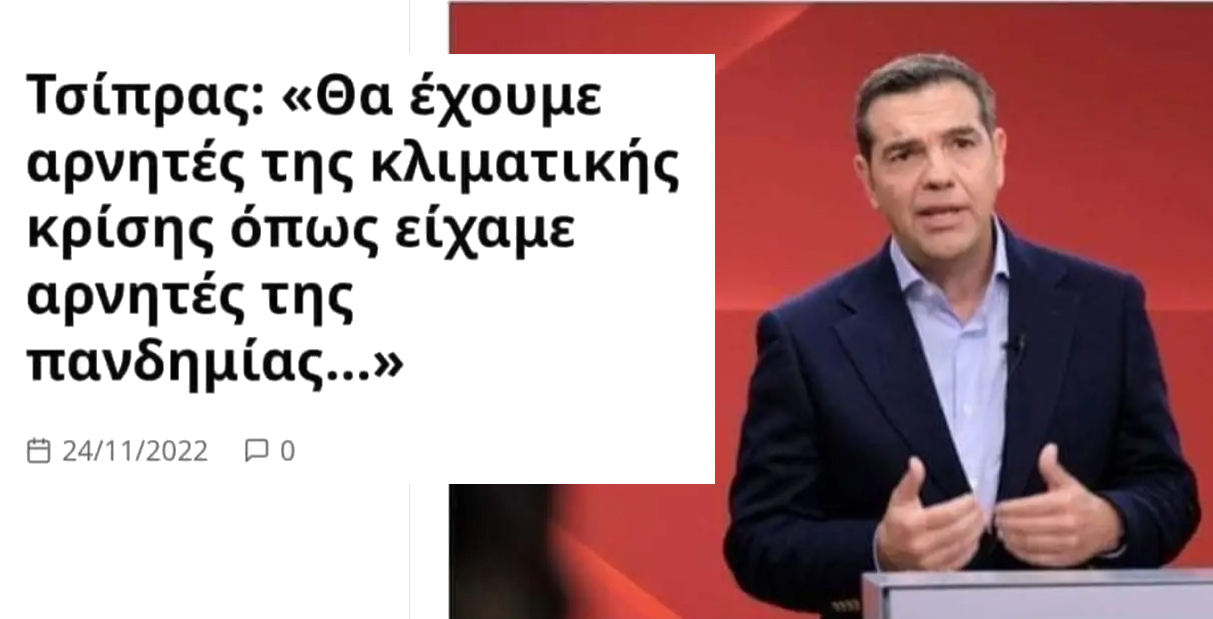 Τσίπρας: «Θα έχουμε
αρνητές της κλιματικής
κρίσης όπως είχαμε
αρνητές της
πανδημίας...»
24/11/2022 0